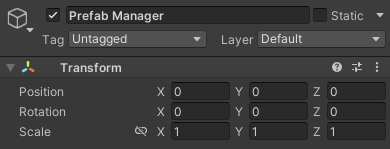 Prefab Manager Static
Tag Untagged Layer Default
Transform
Position X 0 Y 0 Z 0
Rotation X 0 Y 0 Z 0
Scale X 1 Y 1 Z 1